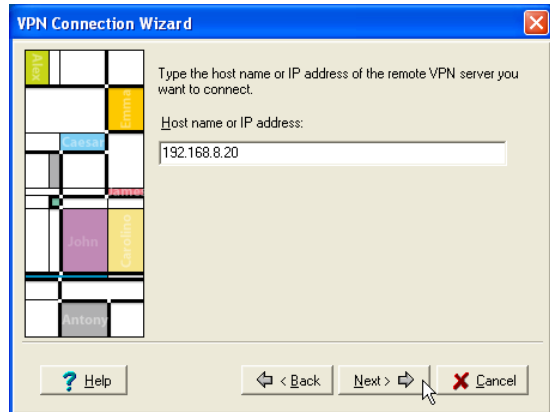 VPN Connection Wizard
Alex
Emma
Caesar
James
John
Carolino
Antony
Type the host name or IP address of the remote VPN server you
want to connect.
Host name or IP address:
192.168.8.20
? Help
< Back
Next >
Cancel